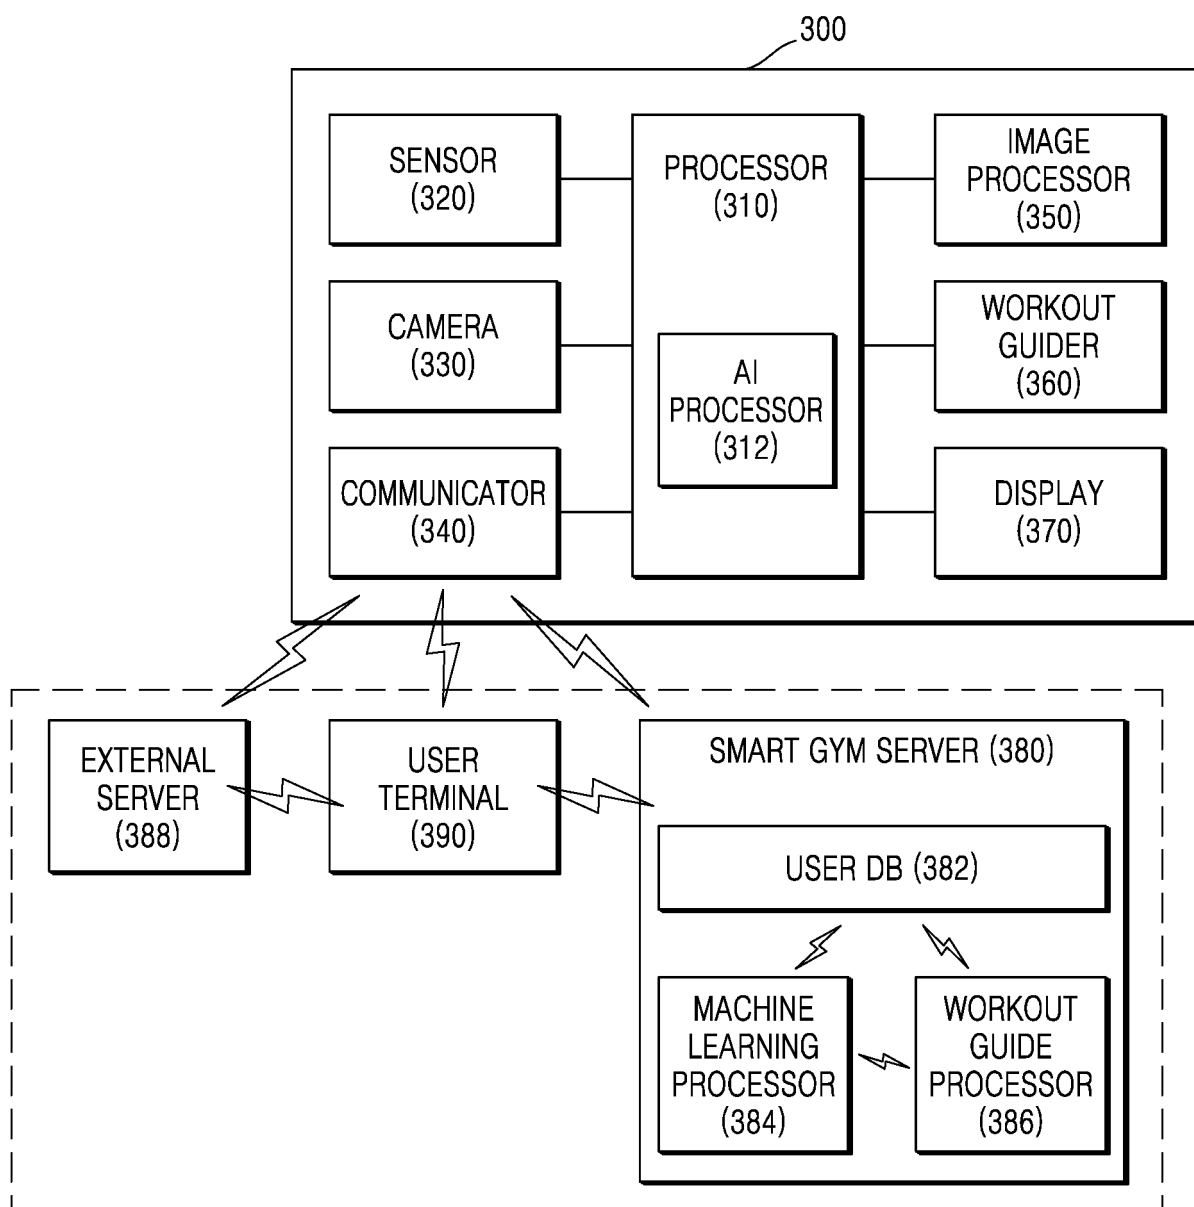 300
SENSOR
(320)
PROCESSOR
(310)
IMAGE
PROCESSOR
(350)
CAMERA
(330)
AI
PROCESSOR
(312)
WORKOUT
GUIDER
(360)
COMMUNICATOR
(340)
DISPLAY
(370)
EXTERNAL
SERVER
(388)
USER
TERMINAL
(390)
SMART GYM SERVER (380)
USER DB (382)
MACHINE
LEARNING
PROCESSOR
(384)
WORKOUT
GUIDE
PROCESSOR
(386)